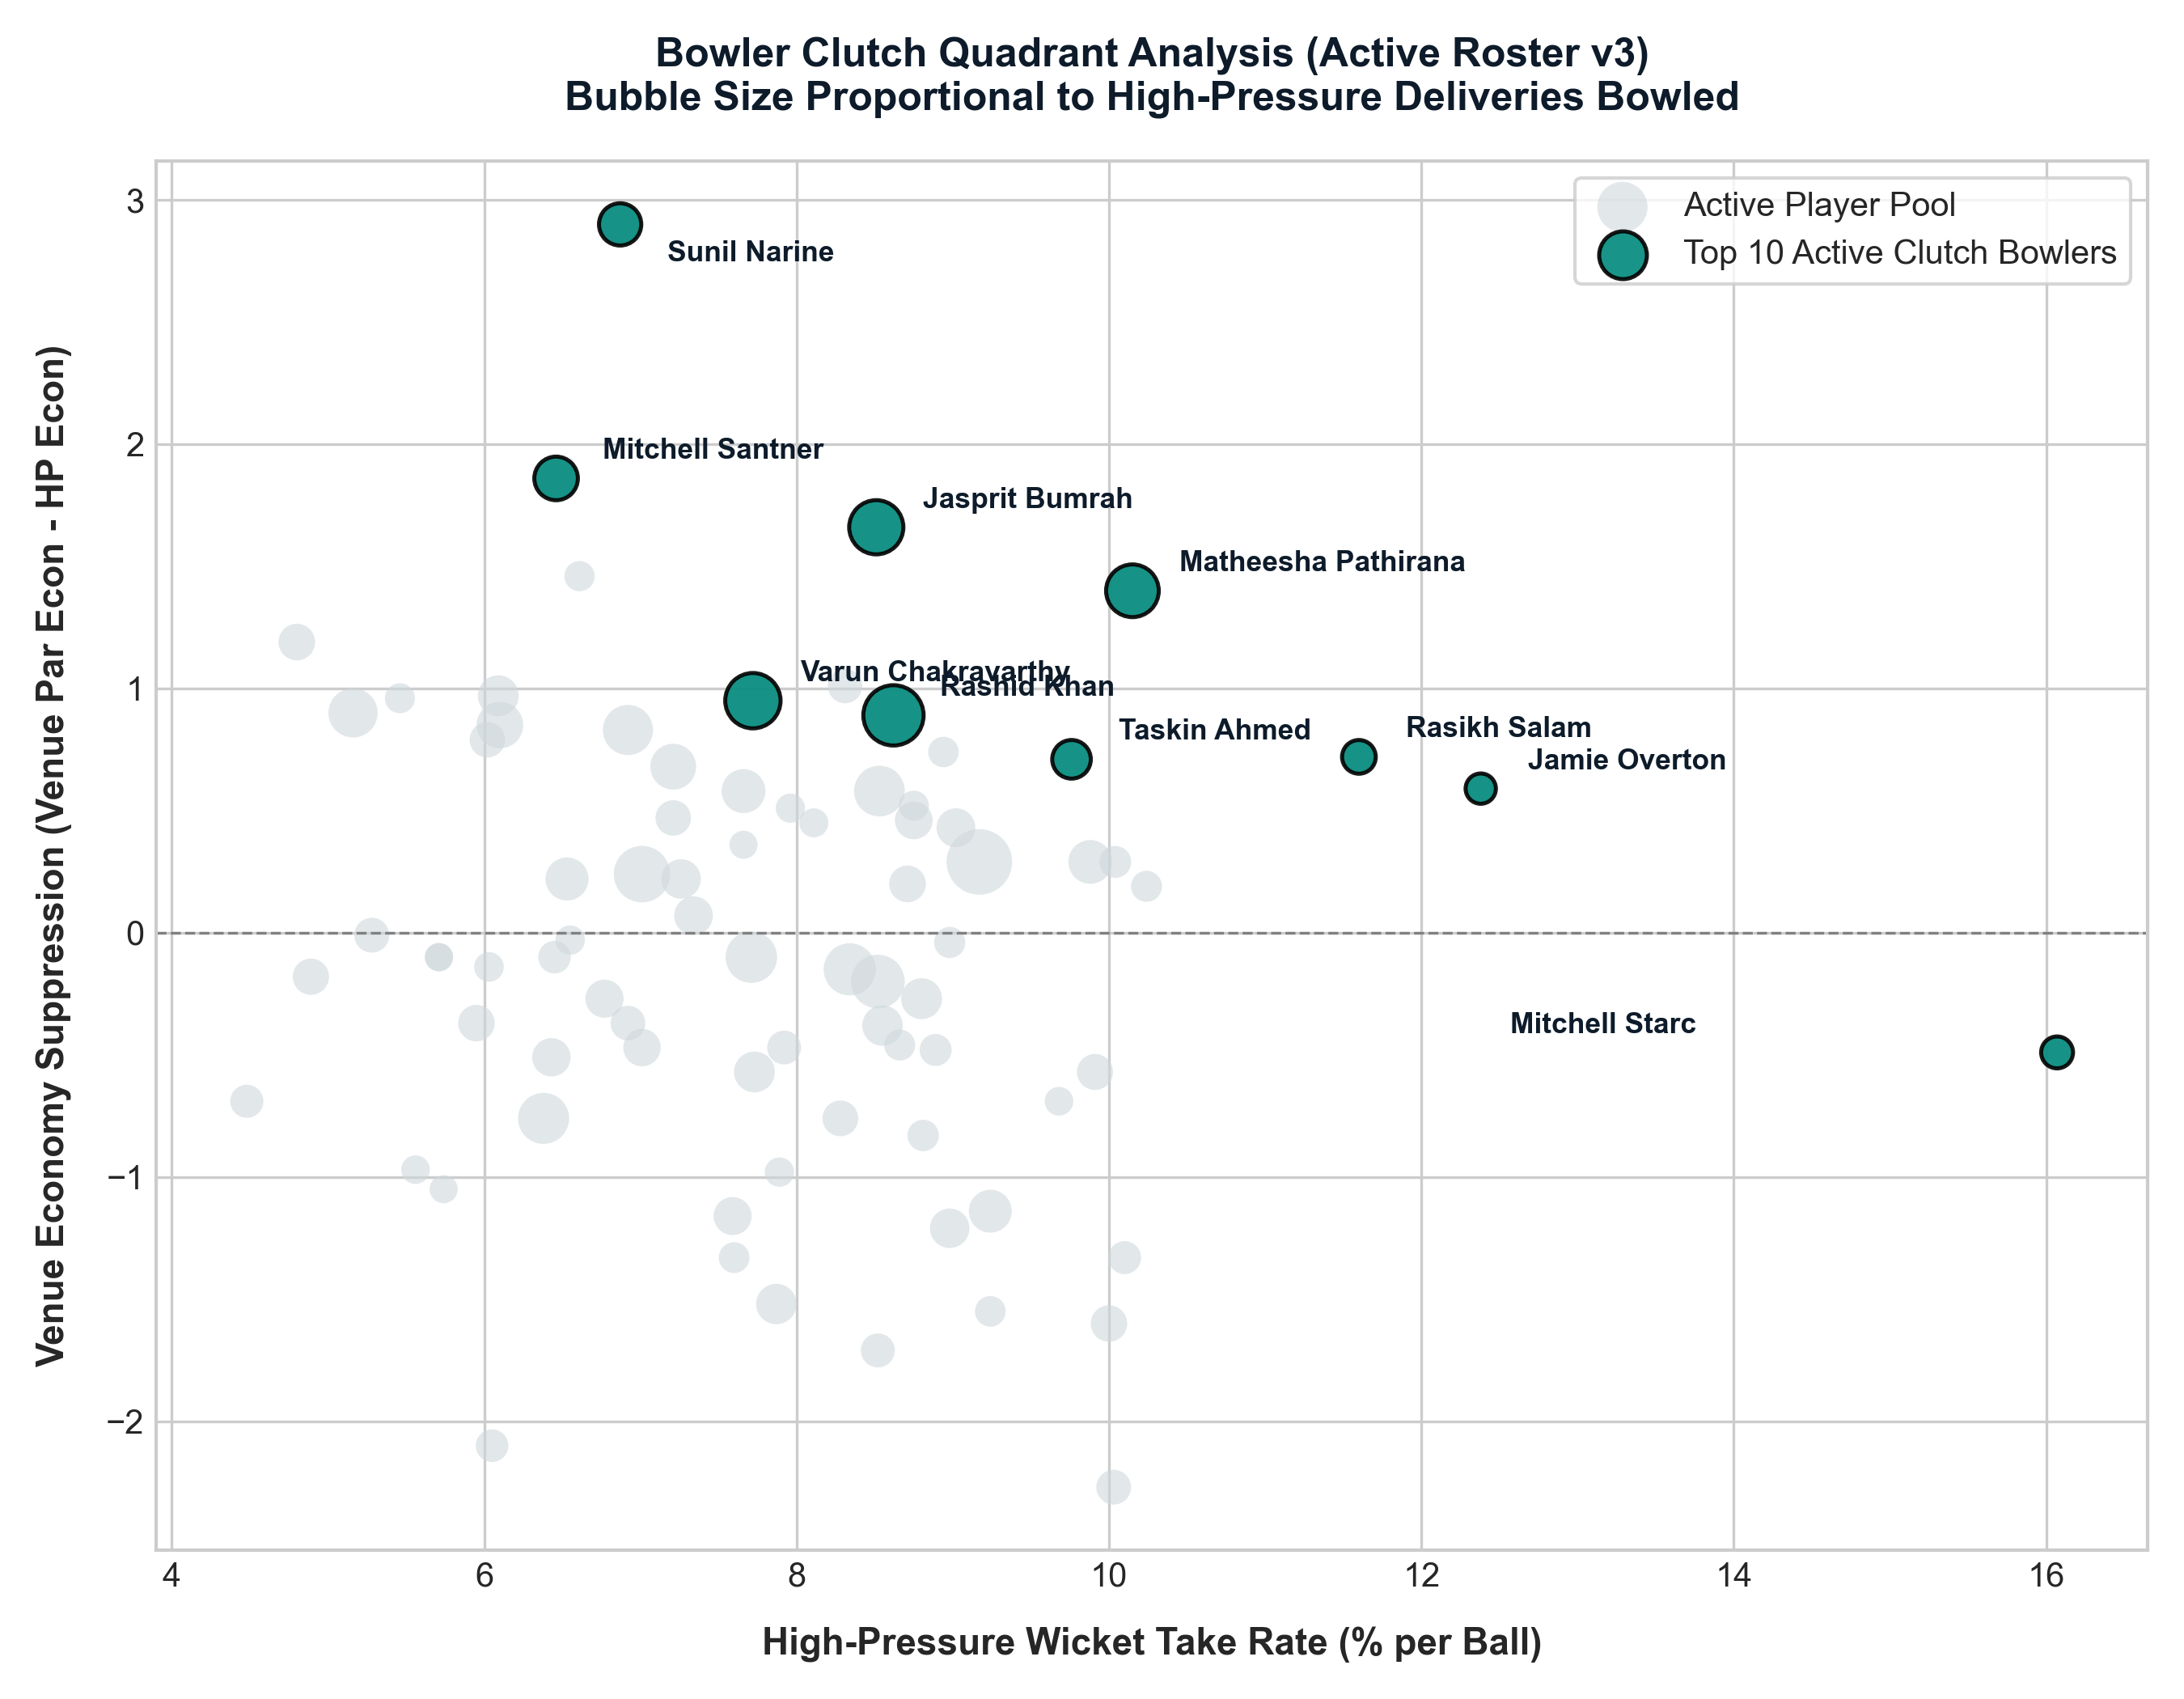 Bowler Clutch Quadrant Analysis (Active Roster v3)
Bubble Size Proportional to High-Pressure Deliveries Bowled
Active Player Pool
Top 10 Active Clutch Bowlers
Venue Economy Suppression (Venue Par Econ - HP Econ)
3
2
1
0
−1
−2
Sunil Narine
Mitchell Santner
Jasprit Bumrah
Matheesha Pathirana
Varun Chakravarthy
Rashid Khan
Taskin Ahmed
Rasikh Salam
Jamie Overton
Mitchell Starc
4
6
8
10
12
14
16
High-Pressure Wicket Take Rate (% per Ball)